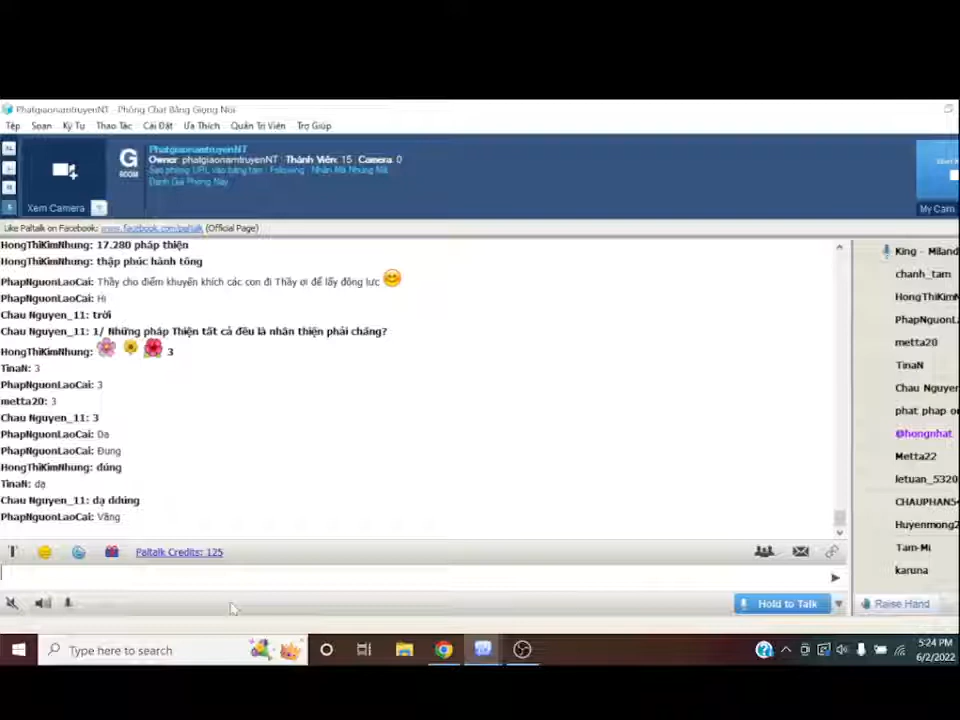 PhatgiaonamtruyenNT - Phòng Chat Bằng Giọng Nói
Tệp Soạn Ký Tự Thao Tác Cài Đặt Ưa Thích Quản Trị Viên Trợ Giúp
PhatgiaonamtruyenNT
G ROOM
Owner: phatgiaonamtruyenNT Thành Viên: 15 Camera: 0
Sao phòng URL vào bảng tạm Following Nhấn Mã Nhúng Mã
Đánh Giá Phòng Này
Xem Camera
My Cam
Like Paltalk on Facebook: www.facebook.com/paltalk (Official Page)
HongThiKimNhung: 17.280 pháp thiện
HongThiKimNhung: thập phúc hành tông
PhapNguonLaoCai: Thầy cho điểm khuyến khích các con đi Thầy ơi để lấy động lực
PhapNguonLaoCai: Hi
Chau Nguyen_11: trời
Chau Nguyen_11: 1/ Những pháp Thiện tất cả đều là nhân thiện phải chăng?
HongThiKimNhung: 3
TinaN: 3
PhapNguonLaoCai: 3
metta20: 3
Chau Nguyen_11: 3
PhapNguonLaoCai: Dạ
PhapNguonLaoCai: Đúng
HongThiKimNhung: đúng
TinaN: dạ
Chau Nguyen_11: dạ ddúng
PhapNguonLaoCai: Vâng
King - Miland
chanh_tam
HongThiKimN
PhapNguonL
metta20
TinaN
Chau Nguyer
phat phap o
@hongnhat
Metta22
letuan_5320
CHAUPHAN5
Huyenmong2
Tam-Mi
karuna
T Paltalk Credits: 125
Hold to Talk
Raise Hand
Type here to search
5:24 PM
6/2/2022